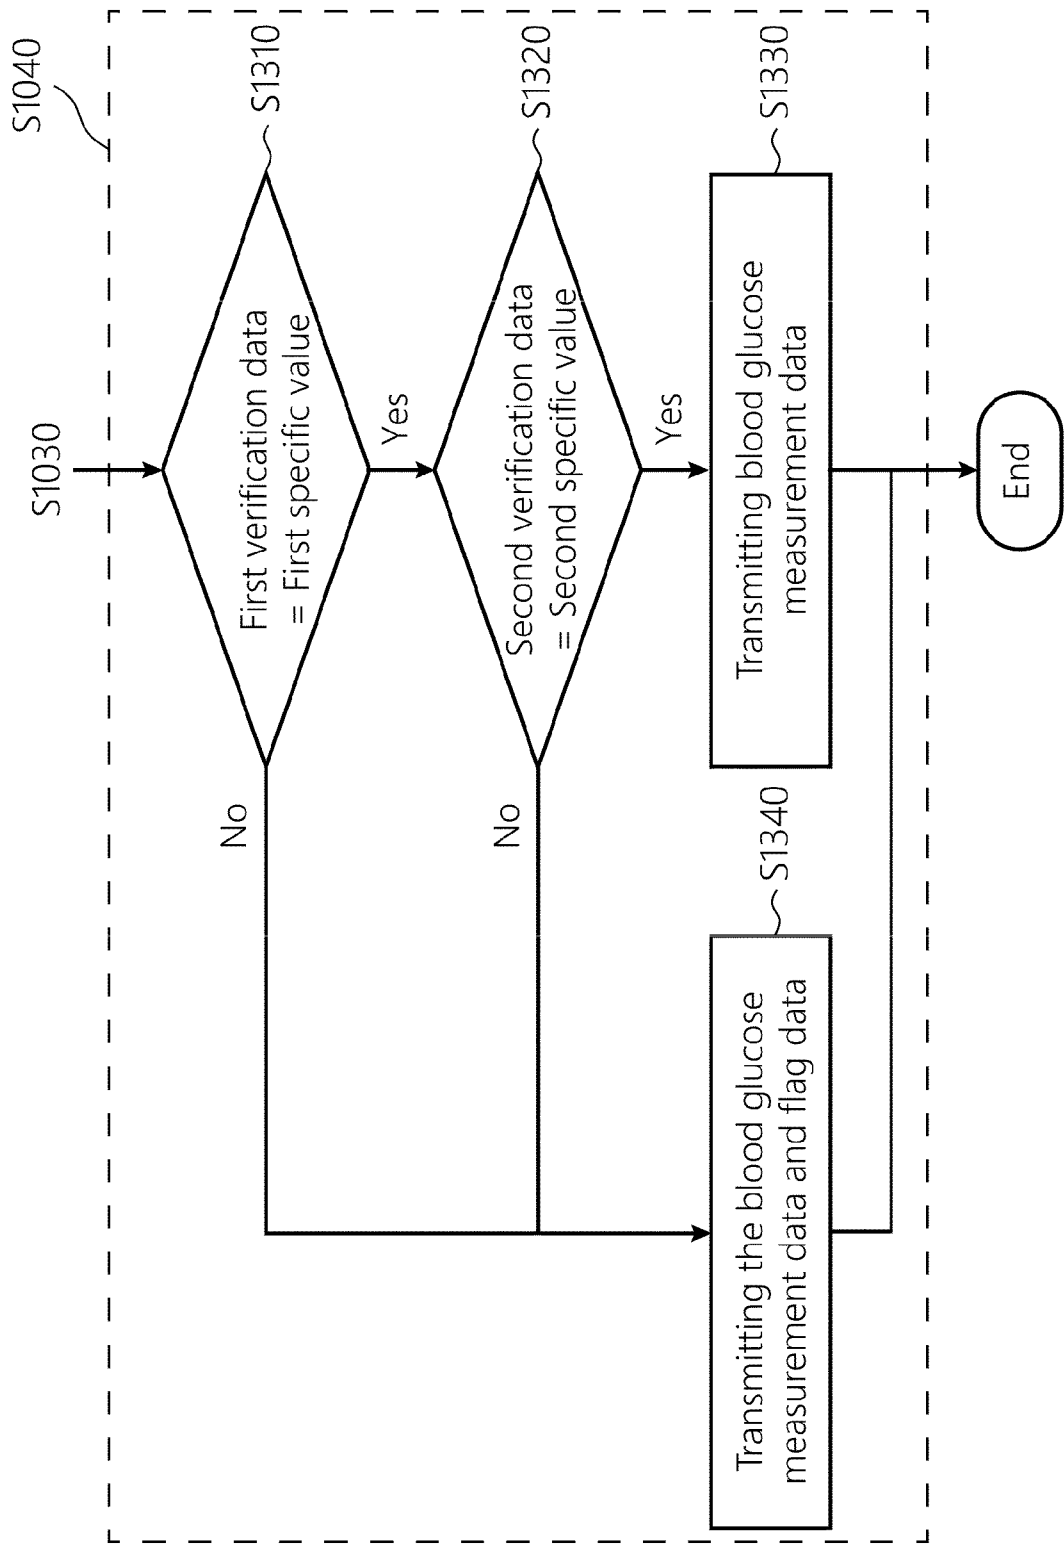 S1040
S1030
S1310
First verification data
= First specific value
No
Yes
S1320
Second verification data
= Second specific value
No
Yes
S1340
Transmitting the blood glucose
measurement data and flag data
S1330
Transmitting blood glucose
measurement data
End